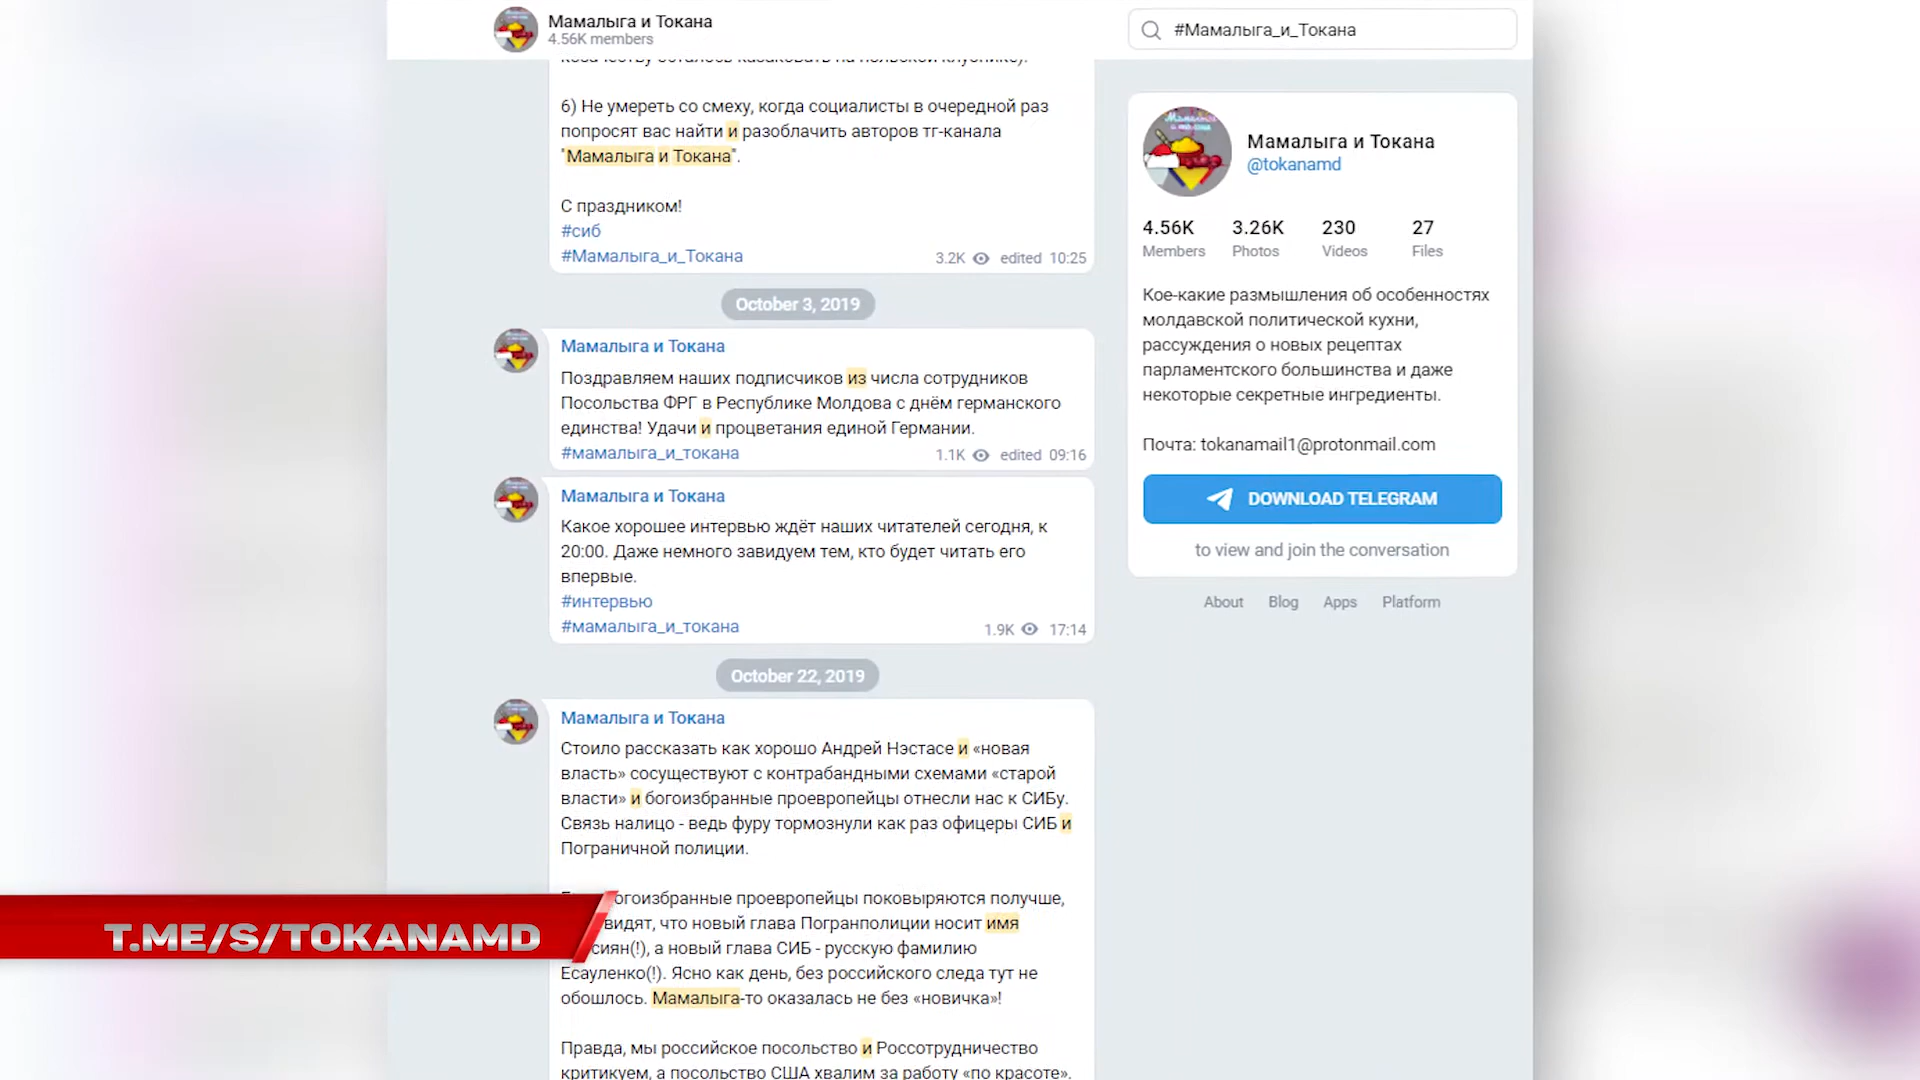 Мамалыга и Токана
4.56K members
#Мамалыга_и_Токана
6) Не умереть со смеху, когда социалисты в очередной раз
попросят вас найти и разоблачить авторов тг-канала
"Мамалыга и Токана".
С праздником!
#сиб
#Мамалыга_и_Токана
3.2K edited 10:25
October 3, 2019
Мамалыга и Токана
Поздравляем наших подписчиков из числа сотрудников
Посольства ФРГ в Республике Молдова с днём германского
единства! Удачи и процветания единой Германии.
#мамалыга_и_токана
1.1K edited 09:16
Мамалыга и Токана
Какое хорошее интервью ждёт наших читателей сегодня, к
20:00. Даже немного завидуем тем, кто будет читать его
впервые.
#интервью
#мамалыга_и_токана
1.9K 17:14
October 22, 2019
Мамалыга и Токана
Стоило рассказать как хорошо Андрей Нэстасе и «новая
власть» сосуществуют с контрабандными схемами «старой
власти» и богоизбранные проевропейцы отнесли нас к СИБу.
Связь налицо - ведь фуру тормознули как раз офицеры СИБ и
Пограничной полиции.
огоизбранные проевропейцы поковыряются получше,
видят, что новый глава Погранполиции носит имя
сиян(!), а новый глава СИБ - русскую фамилию
Есауленко(!). Ясно как день, без российского следа тут не
обошлось. Мамалыга-то оказалась не без «новичка»!
Правда, мы российское посольство и Россотрудничество
критикуем, а посольство США хвалим за работу «по красоте».
T.ME/S/TOKANAMD
Мамалыга и Токана
@tokanamd
4.56K 3.26K 230 27
Members Photos Videos Files
Кое-какие размышления об особенностях
молдавской политической кухни,
рассуждения о новых рецептах
парламентского большинства и даже
некоторые секретные ингредиенты.
Почта: tokanamail1@protonmail.com
DOWNLOAD TELEGRAM
to view and join the conversation
About Blog Apps Platform